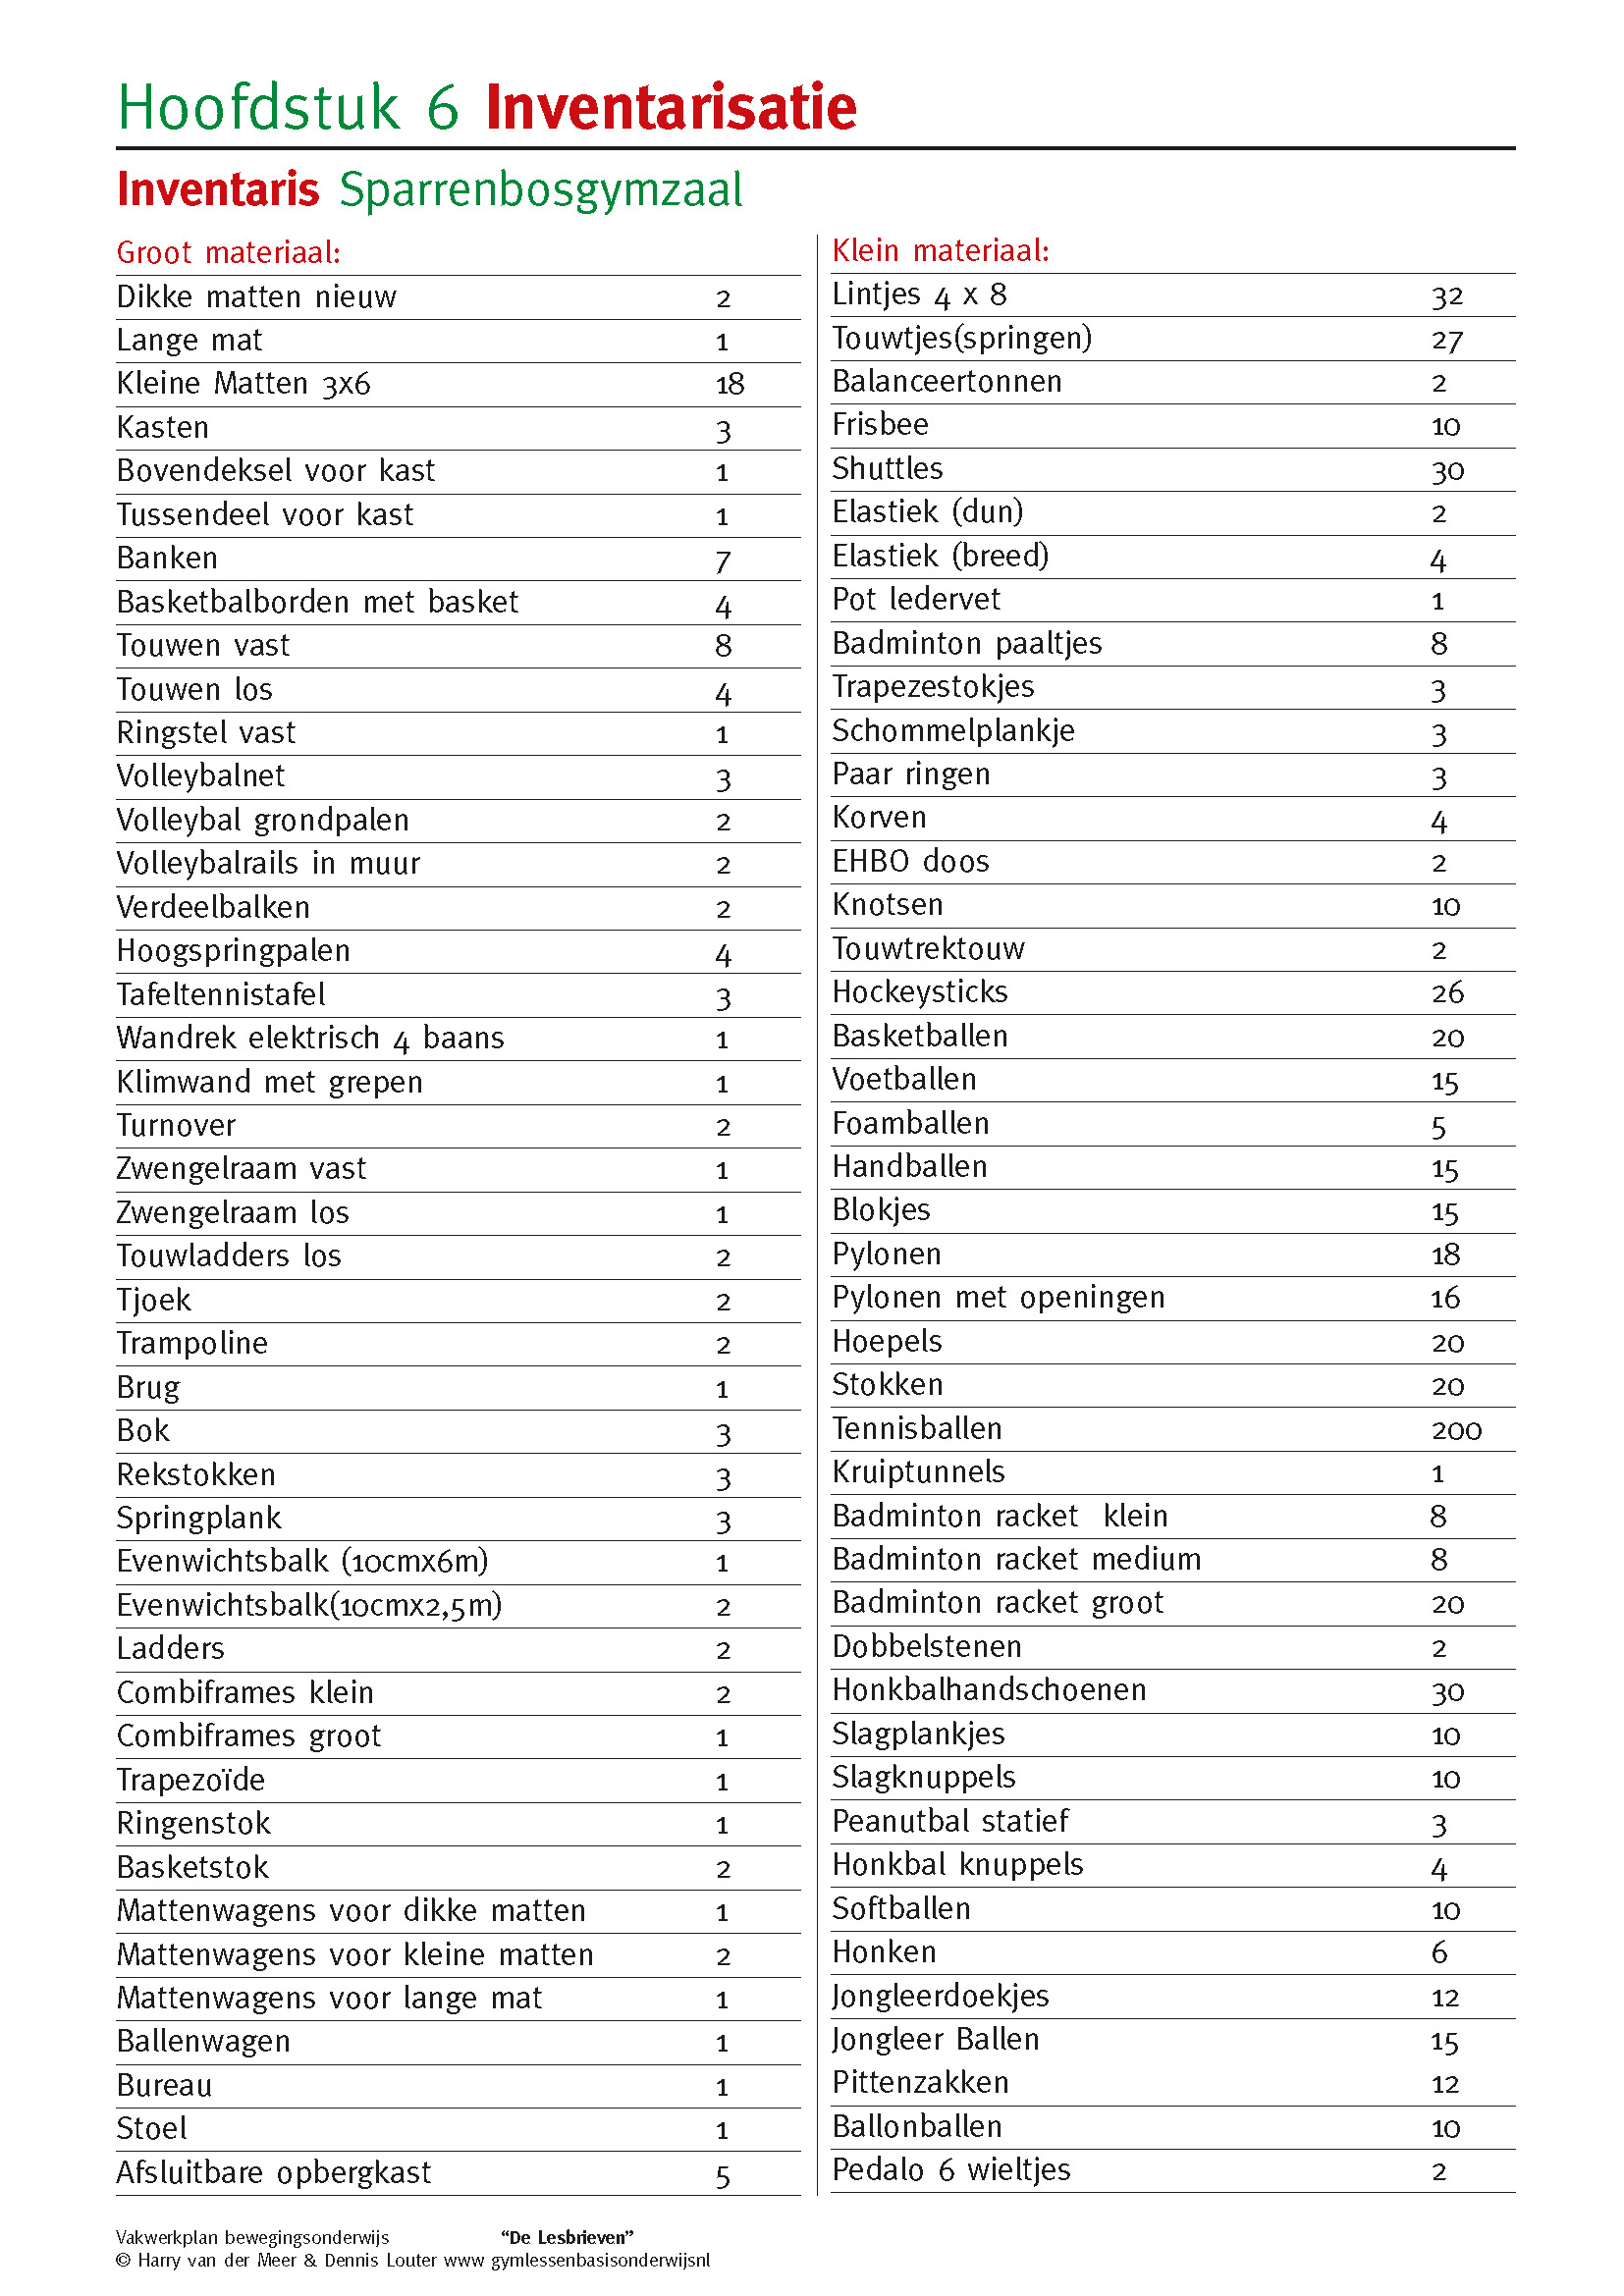 Hoofdstuk 6 Inventarisatie
Inventaris Sparrenbosgymzaal
Groot materiaal:
Dikke matten nieuw 2
Lange mat 1
Kleine Matten 3x6 18
Kasten 3
Bovendeksel voor kast 1
Tussendeel voor kast 1
Banken 7
Basketbalborden met basket 4
Touwen vast 8
Touwen los 4
Ringstel vast 1
Volleybalnet 3
Volleybal grondpalen 2
Volleybalrails in muur 2
Verdeelbalken 2
Hoogspringpalen 4
Tafeltennistafel 3
Wandrek elektrisch 4 baans 1
Klimwand met grepen 1
Turnover 2
Zwengelraam vast 1
Zwengelraam los 1
Touwladders los 2
Tjoek 2
Trampoline 2
Brug 1
Bok 3
Rekstokken 3
Springplank 3
Evenwichtsbalk (10cmx6m) 1
Evenwichtsbalk(10cmx2,5m) 2
Ladders 2
Combiframes klein 2
Combiframes groot 1
Trapezoïde 1
Ringenstok 1
Basketstok 2
Mattenwagens voor dikke matten 1
Mattenwagens voor kleine matten 2
Mattenwagens voor lange mat 1
Ballenwagen 1
Bureau 1
Stoel 1
Afsluitbare opbergkast 5
Klein materiaal:
Lintjes 4 x 8 32
Touwtjes(springen) 27
Balanceertonnen 2
Frisbee 10
Shuttles 30
Elastiek (dun) 2
Elastiek (breed) 4
Pot ledervet 1
Badminton paaltjes 8
Trapezestokjes 3
Schommelplankje 3
Paar ringen 3
Korven 4
EHBO doos 2
Knotsen 10
Touwtrektouw 2
Hockeysticks 26
Basketballen 20
Voetballen 15
Foamballen 5
Handballen 15
Blokjes 15
Pylonen 18
Pylonen met openingen 16
Hoepels 20
Stokken 20
Tennisballen 200
Kruiptunnels 1
Badminton racket klein 8
Badminton racket medium 8
Badminton racket groot 20
Dobbelstenen 2
Honkbalhandschoenen 30
Slagplankjes 10
Slagknuppels 10
Peanutbal statief 3
Honkbal knuppels 4
Softballen 10
Honken 6
Jongleerdoekjes 12
Jongleer Ballen 15
Pittenzakken 12
Ballonballen 10
Pedalo 6 wieltjes 2
Vakwerkplan bewegingsonderwijs “De Lesbrieven”
© Harry van der Meer & Dennis Louter www gymlessenbasisonderwijsnl